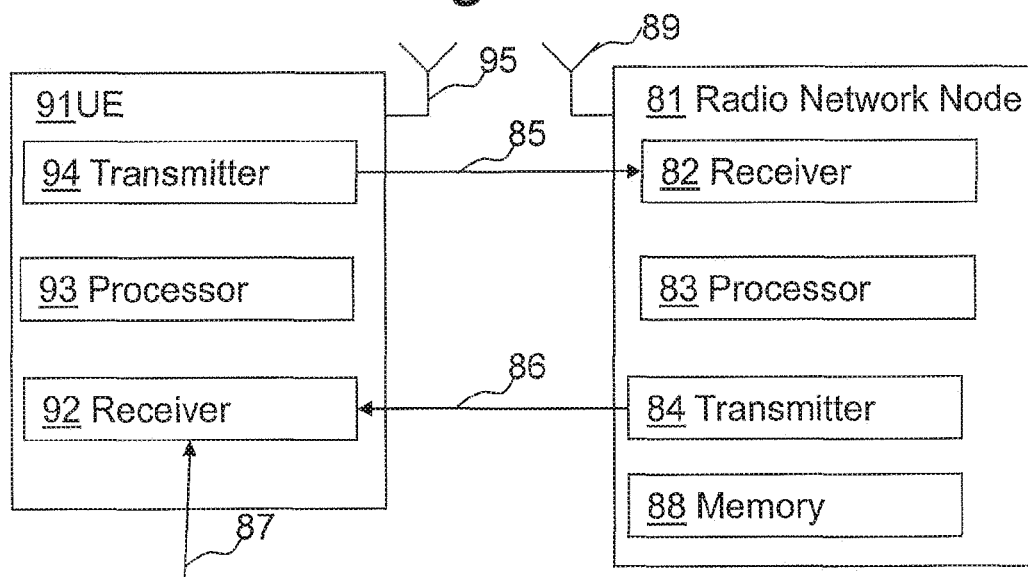 89
95
91UE
81 Radio Network Node
85
94 Transmitter
82 Receiver
93 Processor
83 Processor
86
92 Receiver
84 Transmitter
88 Memory
87